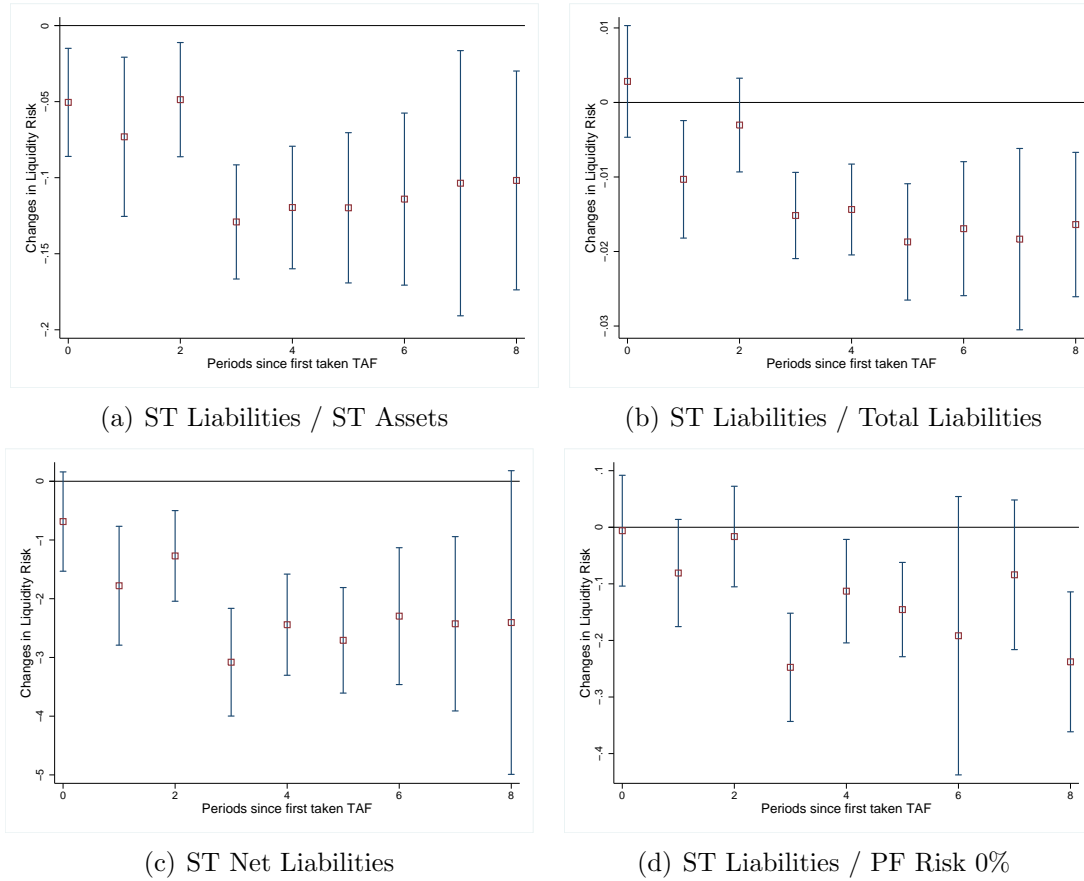 0
-.05
-.1
-.15
-.2
Changes in Liquidity Risk
0 2 4 6 8
Periods since first taken TAF
(a) ST Liabilities / ST Assets
.01
0
-.01
-.02
-.03
Changes in Liquidity Risk
0 2 4 6 8
Periods since first taken TAF
(b) ST Liabilities / Total Liabilities
0
-1
-2
-3
-4
-5
Changes in Liquidity Risk
0 2 4 6 8
Periods since first taken TAF
(c) ST Net Liabilities
.1
0
-.1
-.2
-.3
-.4
Changes in Liquidity Risk
0 2 4 6 8
Periods since first taken TAF
(d) ST Liabilities / PF Risk 0%